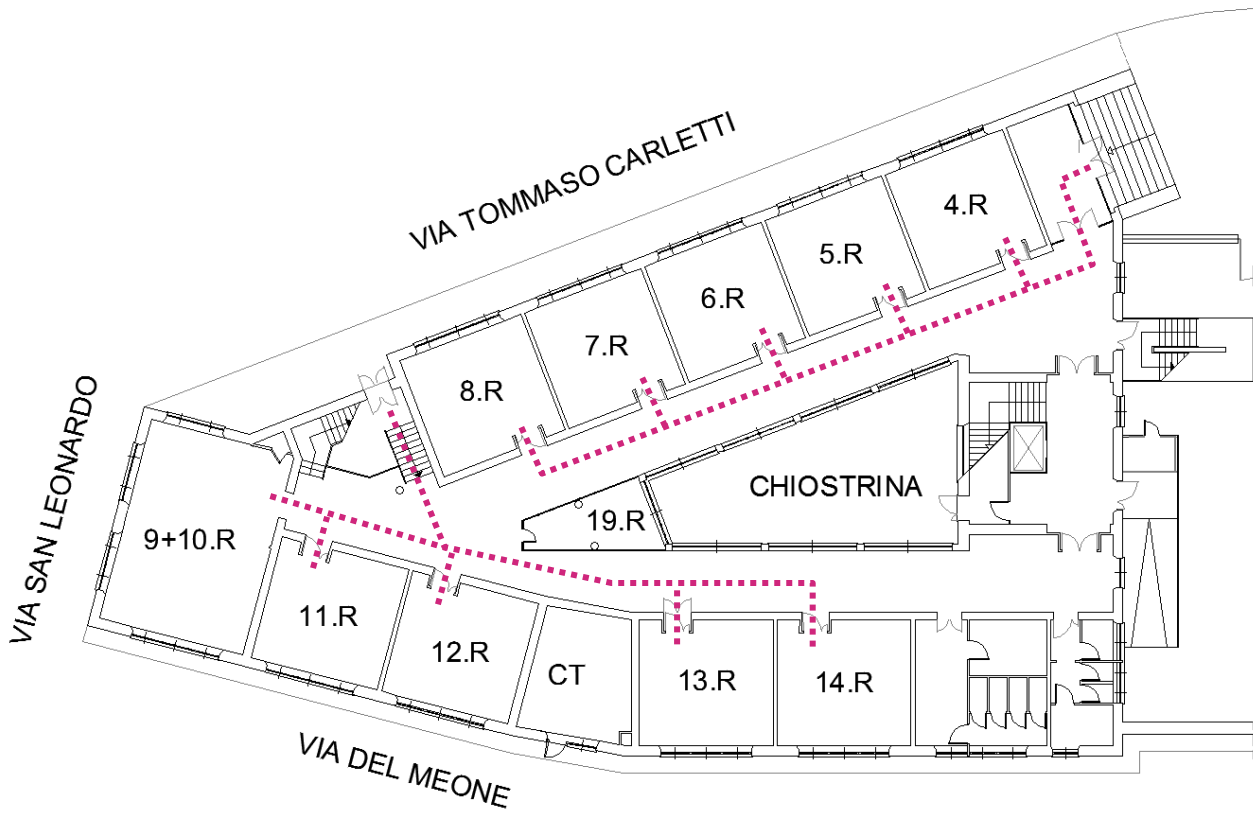 VIA TOMMASO CARLETTI
4.R
5.R
6.R
7.R
8.R
VIA SAN LEONARDO
CHIOSTRINA
19.R
9+10.R
11.R
12.R
CT
13.R
14.R
VIA DEL MEONE